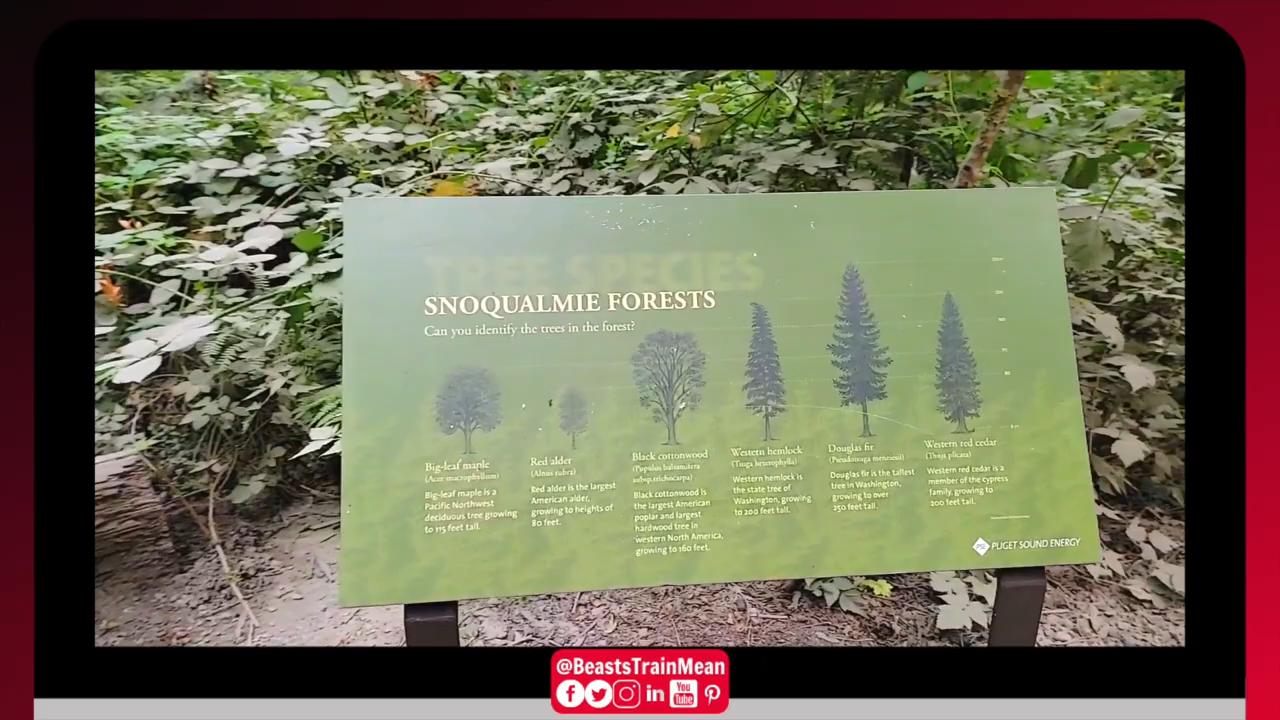 TREE SPECIES
SNOQUALMIE FORESTS
Can you identify the trees in the forest?
Big-leaf maple
(Acer macrophyllum)
Big-leaf maple is a
Pacific Northwest
deciduous tree growing
to 115 feet tall.
Red alder
(Alnus rubra)
Red alder is the largest
American alder,
growing to heights of
80 feet.
Black cottonwood
(Populus balsamifera
subsp. trichocarpa)
Black cottonwood is
the largest American
poplar and largest
hardwood tree in
western North America,
growing to 160 feet.
Western hemlock
(Tsuga heterophylla)
Western hemlock is
the state tree of
Washington, growing
to 200 feet tall.
Douglas fir
(Pseudotsuga menziesii)
Douglas fir is the tallest
tree in Washington,
growing to over
250 feet tall.
Western red cedar
(Thuja plicata)
Western red cedar is a
member of the cypress
family, growing to
200 feet tall.
PSE PUGET SOUND ENERGY
@BeastsTrainMean
You
Tube